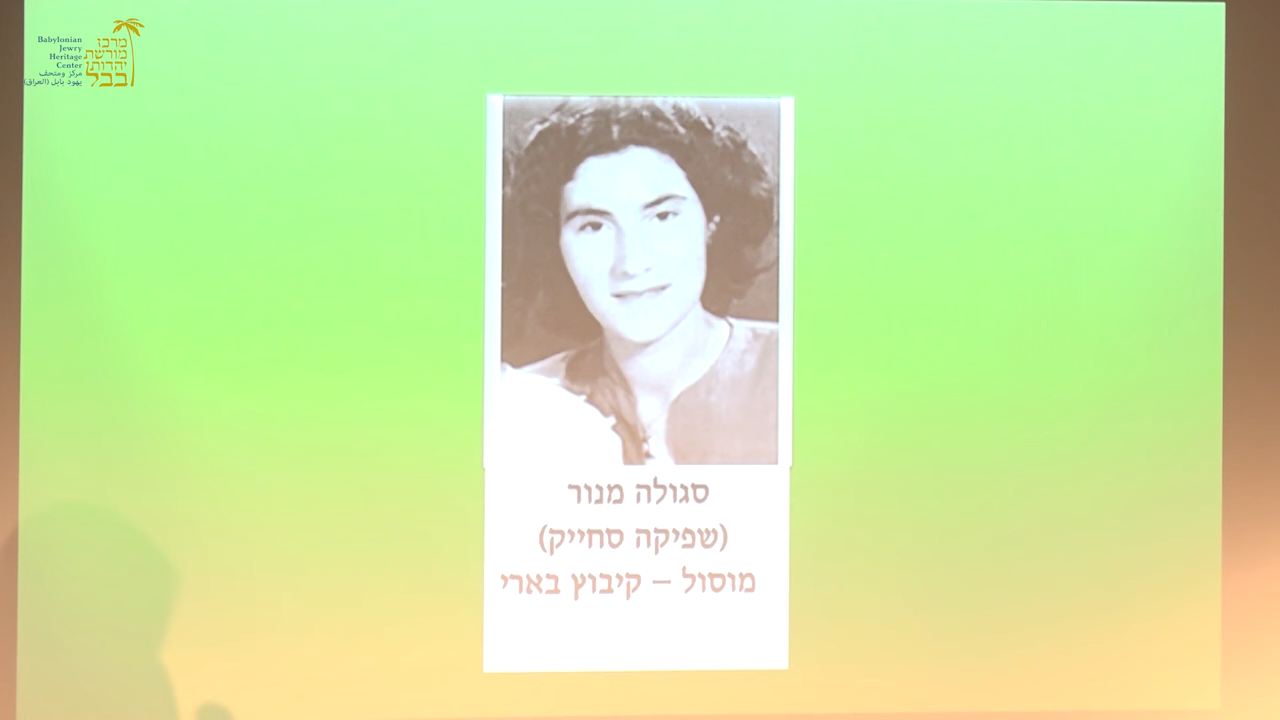 Babylonian
Jewry
Heritage
Center
مركز ومتحف
يهود بابل (العراق)
מרכז
מורשת
יהדות
בבל
סגולה מנור
(שפיקה סחייק)
מוסול – קיבוץ בארי